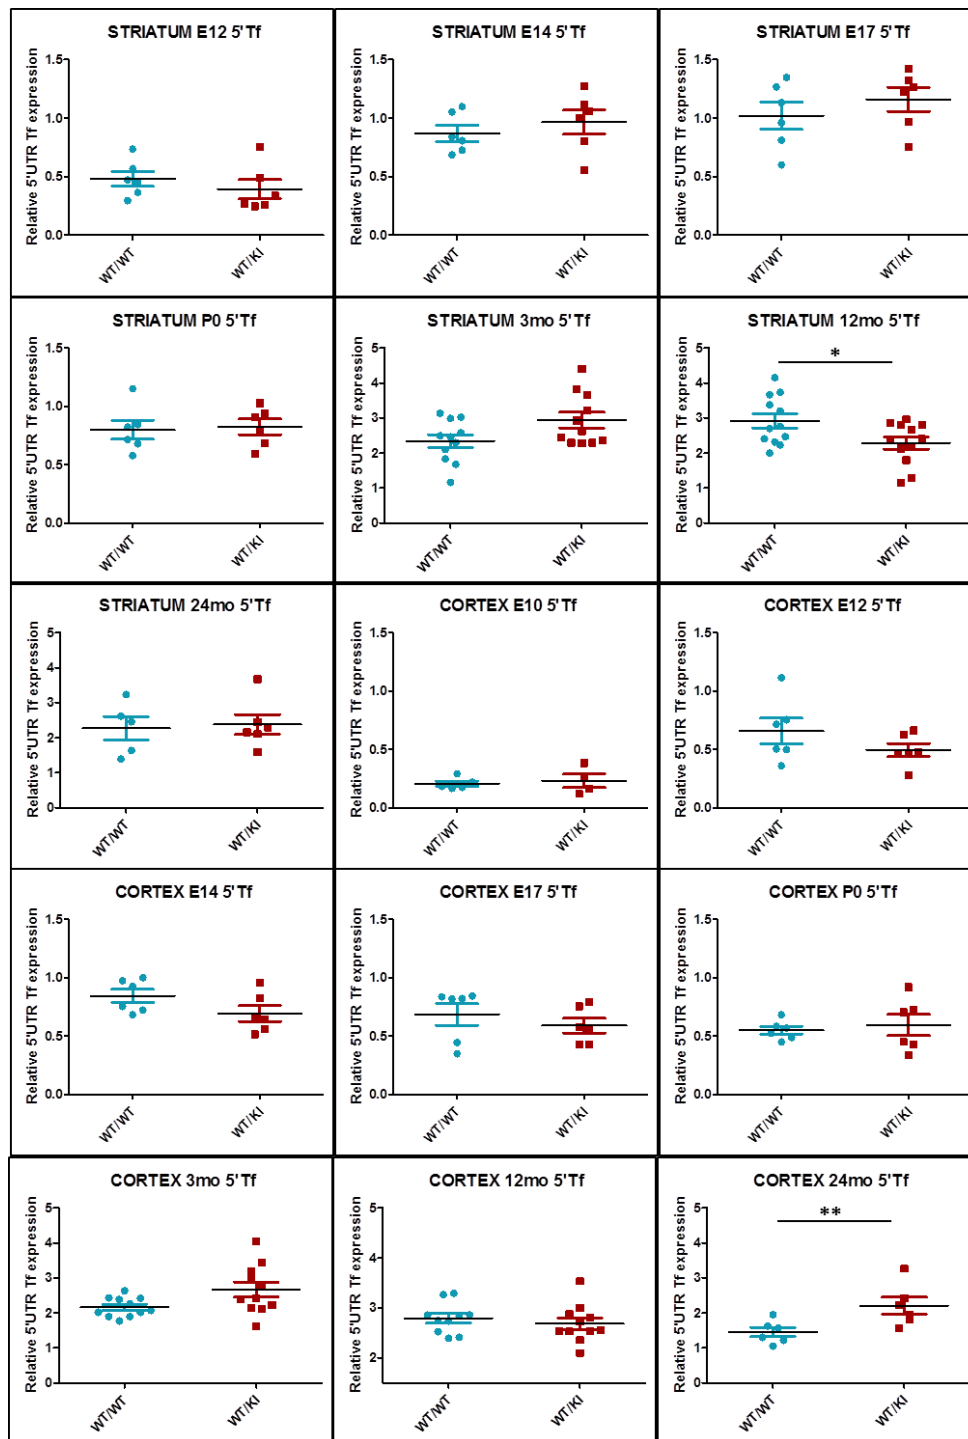 STRIATUM E12 5'Tf
Relative 5'UTR Tf expression
1.5
1.0
0.5
0.0
WT/WT
WT/KI
STRIATUM E14 5'Tf
Relative 5'UTR Tf expression
1.5
1.0
0.5
0.0
WT/WT
WT/KI
STRIATUM E17 5'Tf
Relative 5'UTR Tf expression
1.5
1.0
0.5
0.0
WT/WT
WT/KI
STRIATUM P0 5'Tf
Relative 5'UTR Tf expression
1.5
1.0
0.5
0.0
WT/WT
WT/KI
STRIATUM 3mo 5'Tf
Relative 5'UTR Tf expression
5
4
3
2
1
0
WT/WT
WT/KI
STRIATUM 12mo 5'Tf
Relative 5'UTR Tf expression
5
4
3
2
1
0
*
WT/WT
WT/KI
STRIATUM 24mo 5'Tf
Relative 5'UTR Tf expression
5
4
3
2
1
0
WT/WT
WT/KI
CORTEX E10 5'Tf
Relative 5'UTR Tf expression
1.5
1.0
0.5
0.0
WT/WT
WT/KI
CORTEX E12 5'Tf
Relative 5'UTR Tf expression
1.5
1.0
0.5
0.0
WT/WT
WT/KI
CORTEX E14 5'Tf
Relative 5'UTR Tf expression
1.5
1.0
0.5
0.0
WT/WT
WT/KI
CORTEX E17 5'Tf
Relative 5'UTR Tf expression
1.5
1.0
0.5
0.0
WT/WT
WT/KI
CORTEX P0 5'Tf
Relative 5'UTR Tf expression
1.5
1.0
0.5
0.0
WT/WT
WT/KI
CORTEX 3mo 5'Tf
Relative 5'UTR Tf expression
5
4
3
2
1
0
WT/WT
WT/KI
CORTEX 12mo 5'Tf
Relative 5'UTR Tf expression
5
4
3
2
WT/WT
WT/KI
CORTEX 24mo 5'Tf
Relative 5'UTR Tf expression
5
4
3
2
1
0
**
WT/WT
WT/KI